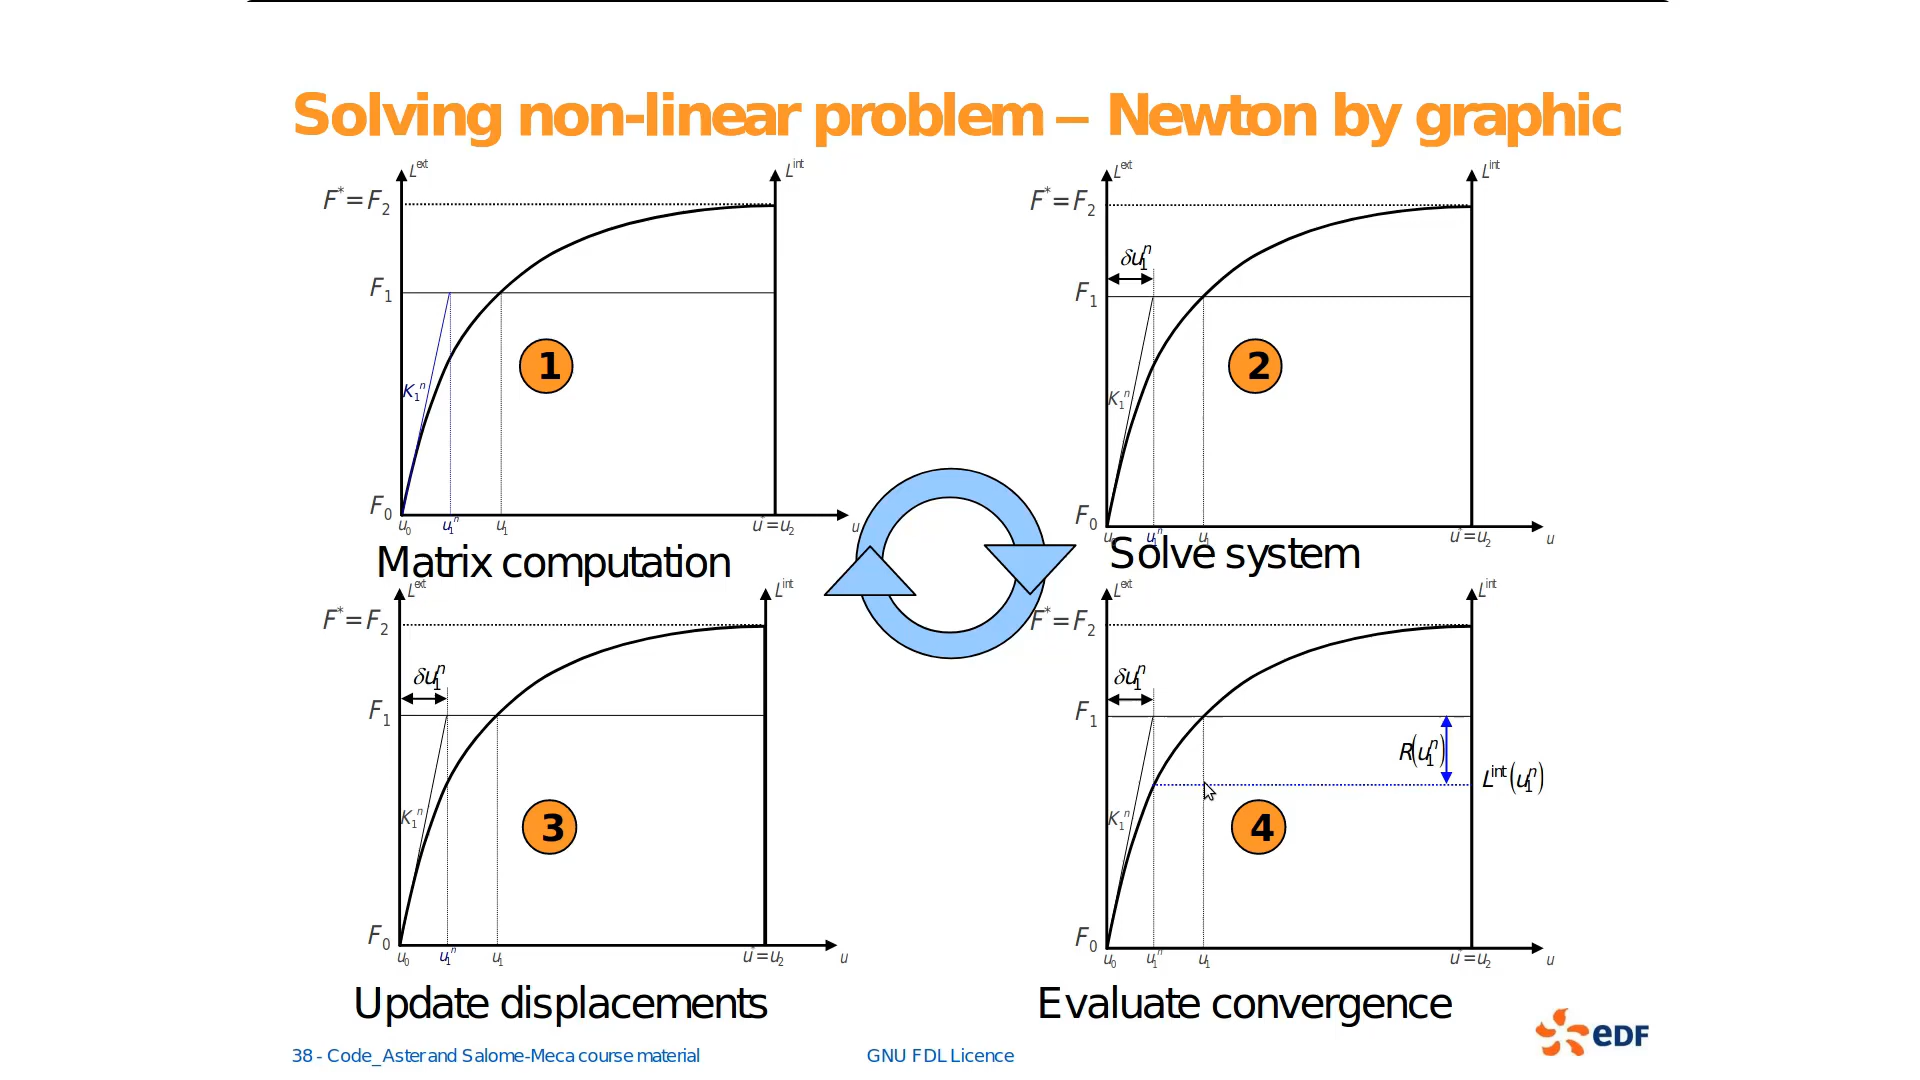 Solving non-linear problem – Newton by graphic
L^ext
L^int
F^*=F_2
F_1
K_1^n
1
F_0
u_0 u_1^n u_1 u^*=u_2 u
Matrix computation
L^ext
L^int
F^*=F_2
δu_1^n
F_1
K_1^n
2
F_0
u_0 u_1^n u_1 u^*=u_2 u
Solve system
L^ext
L^int
F^*=F_2
δu_1^n
F_1
K_1^n
3
F_0
u_0 u_1^n u_1 u^*=u_2 u
Update displacements
L^ext
L^int
F^*=F_2
δu_1^n
F_1
R(u_1^n)
L^int(u_1^n)
K_1^n
4
F_0
u_0 u_1^n u_1 u^*=u_2 u
Evaluate convergence
38 - Code_Aster and Salome-Meca course material
GNU FDL Licence
eDF